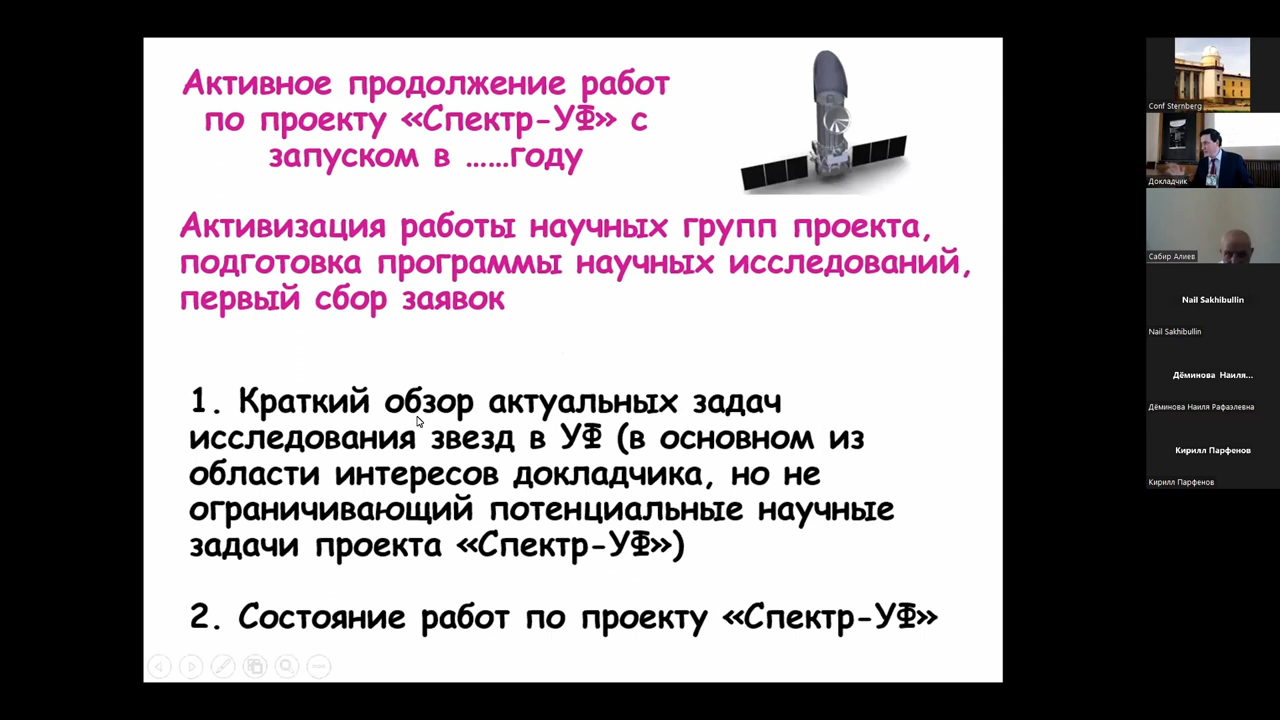 Активное продолжение работ
по проекту «Спектр-УФ» с
запуском в ……году
Активизация работы научных групп проекта,
подготовка программы научных исследований,
первый сбор заявок
1. Краткий обзор актуальных задач
исследования звезд в УФ (в основном из
области интересов докладчика, но не
ограничивающий потенциальные научные
задачи проекта «Спектр-УФ»)
2. Состояние работ по проекту «Спектр-УФ»
Conf Sternberg
Докладчик
Сабир Алиев
Nail Sakhibullin
Nail Sakhibullin
Дёминова Наиля...
Дёминова Наиля Рафаэлевна
Кирилл Парфенов
Кирилл Парфенов